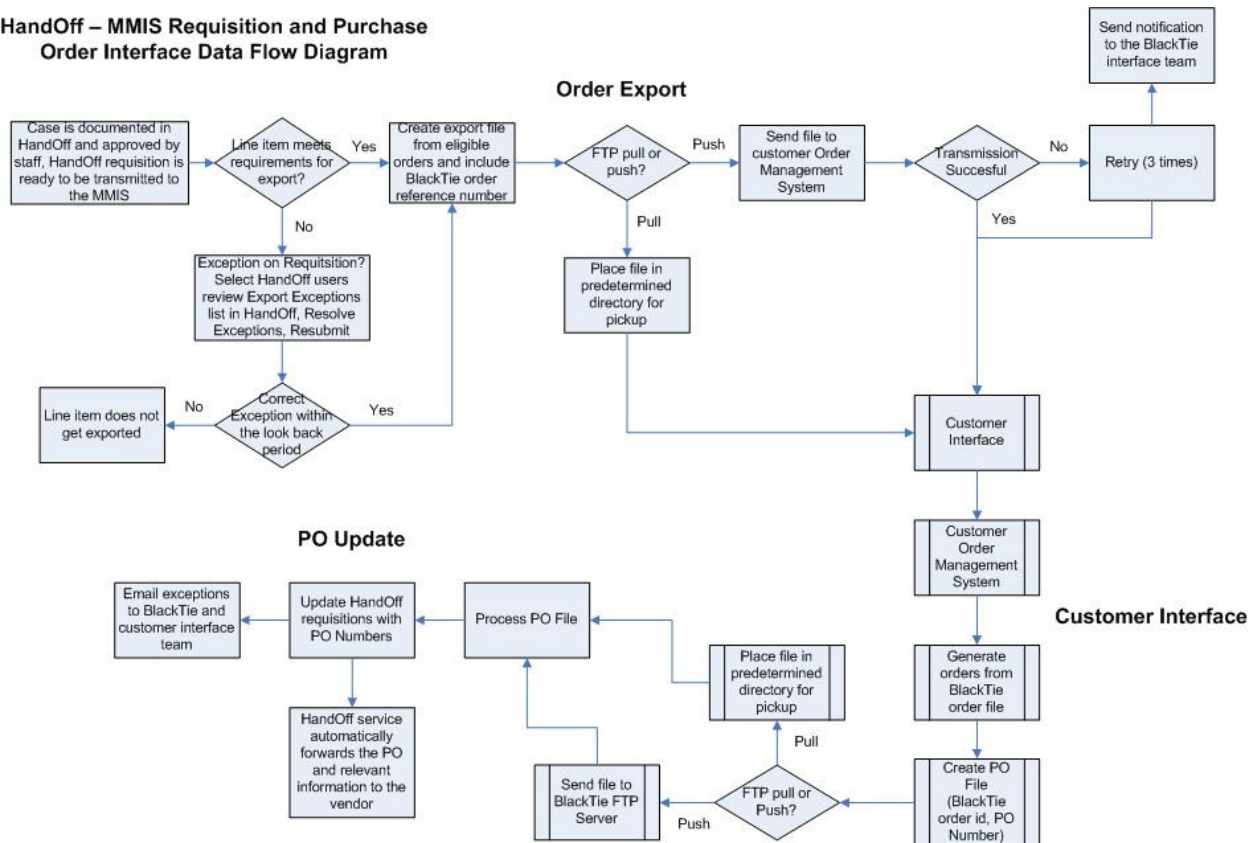 HandOff – MMIS Requisition and Purchase
Order Interface Data Flow Diagram
Order Export
Case is documented in
HandOff and approved by
staff, HandOff requisition is
ready to be transmitted to
the MMIS
Line item meets
requirements for
export?
Yes
No
Create export file
from eligible
orders and include
BlackTie order
reference number
FTP pull or
push?
Push
Pull
Send file to
customer Order
Management
System
Transmission
Succesful
No
Yes
Retry (3 times)
Send notification
to the BlackTie
interface team
Exception on Requitsition?
Select HandOff users
review Export Exceptions
list in HandOff, Resolve
Exceptions, Resubmit
Place file in
predetermined
directory for
pickup
Correct
Exception within
the look back
period
No
Yes
Line item does not
get exported
Customer
Interface
Customer
Order
Management
System
Customer Interface
Generate
orders from
BlackTie
order file
Create PO
File
(BlackTie
order id, PO
Number)
FTP pull or
Push?
Pull
Push
Place file in
predetermined
directory for
pickup
Send file to
BlackTie FTP
Server
PO Update
Process PO File
Update HandOff
requisitions with
PO Numbers
Email exceptions
to BlackTie and
customer interface
team
HandOff service
automatically
forwards the PO
and relevant
information to the
vendor